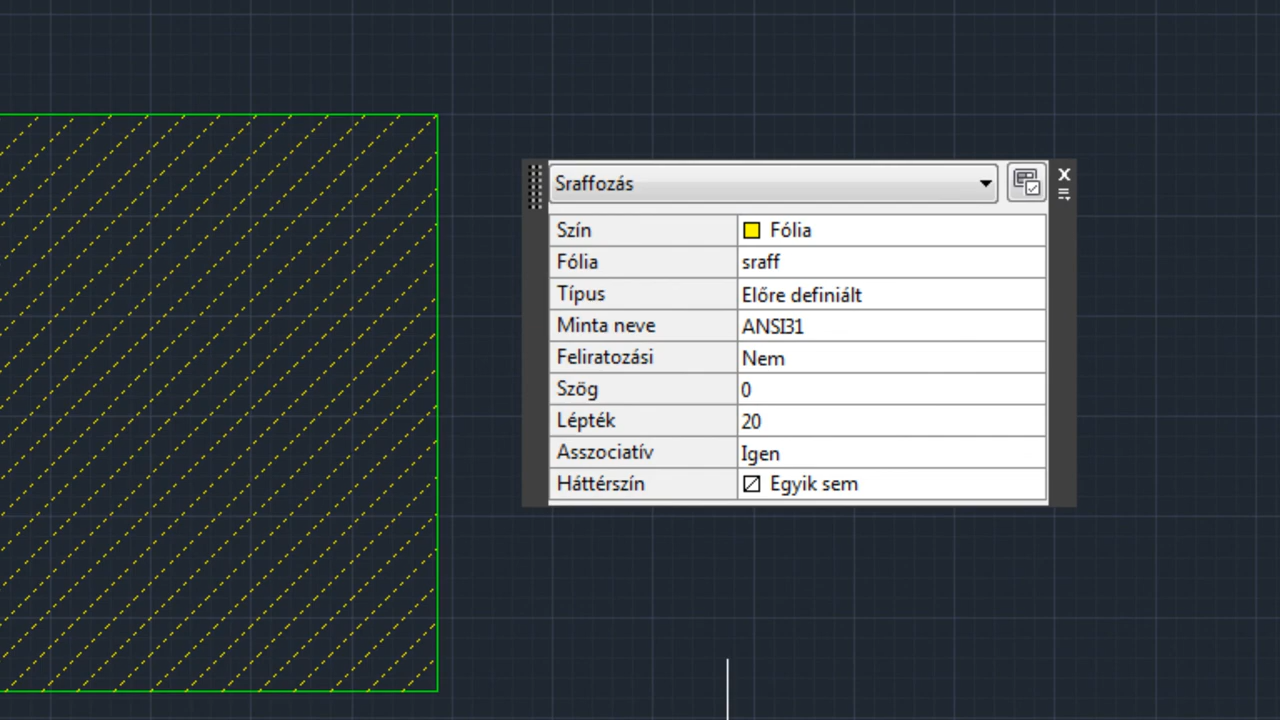 Sraffozás
X
Szín Fólia
Fólia sraff
Típus Előre definiált
Minta neve ANSI31
Feliratozási Nem
Szög 0
Lépték 20
Asszociatív Igen
Háttérszín Egyik sem